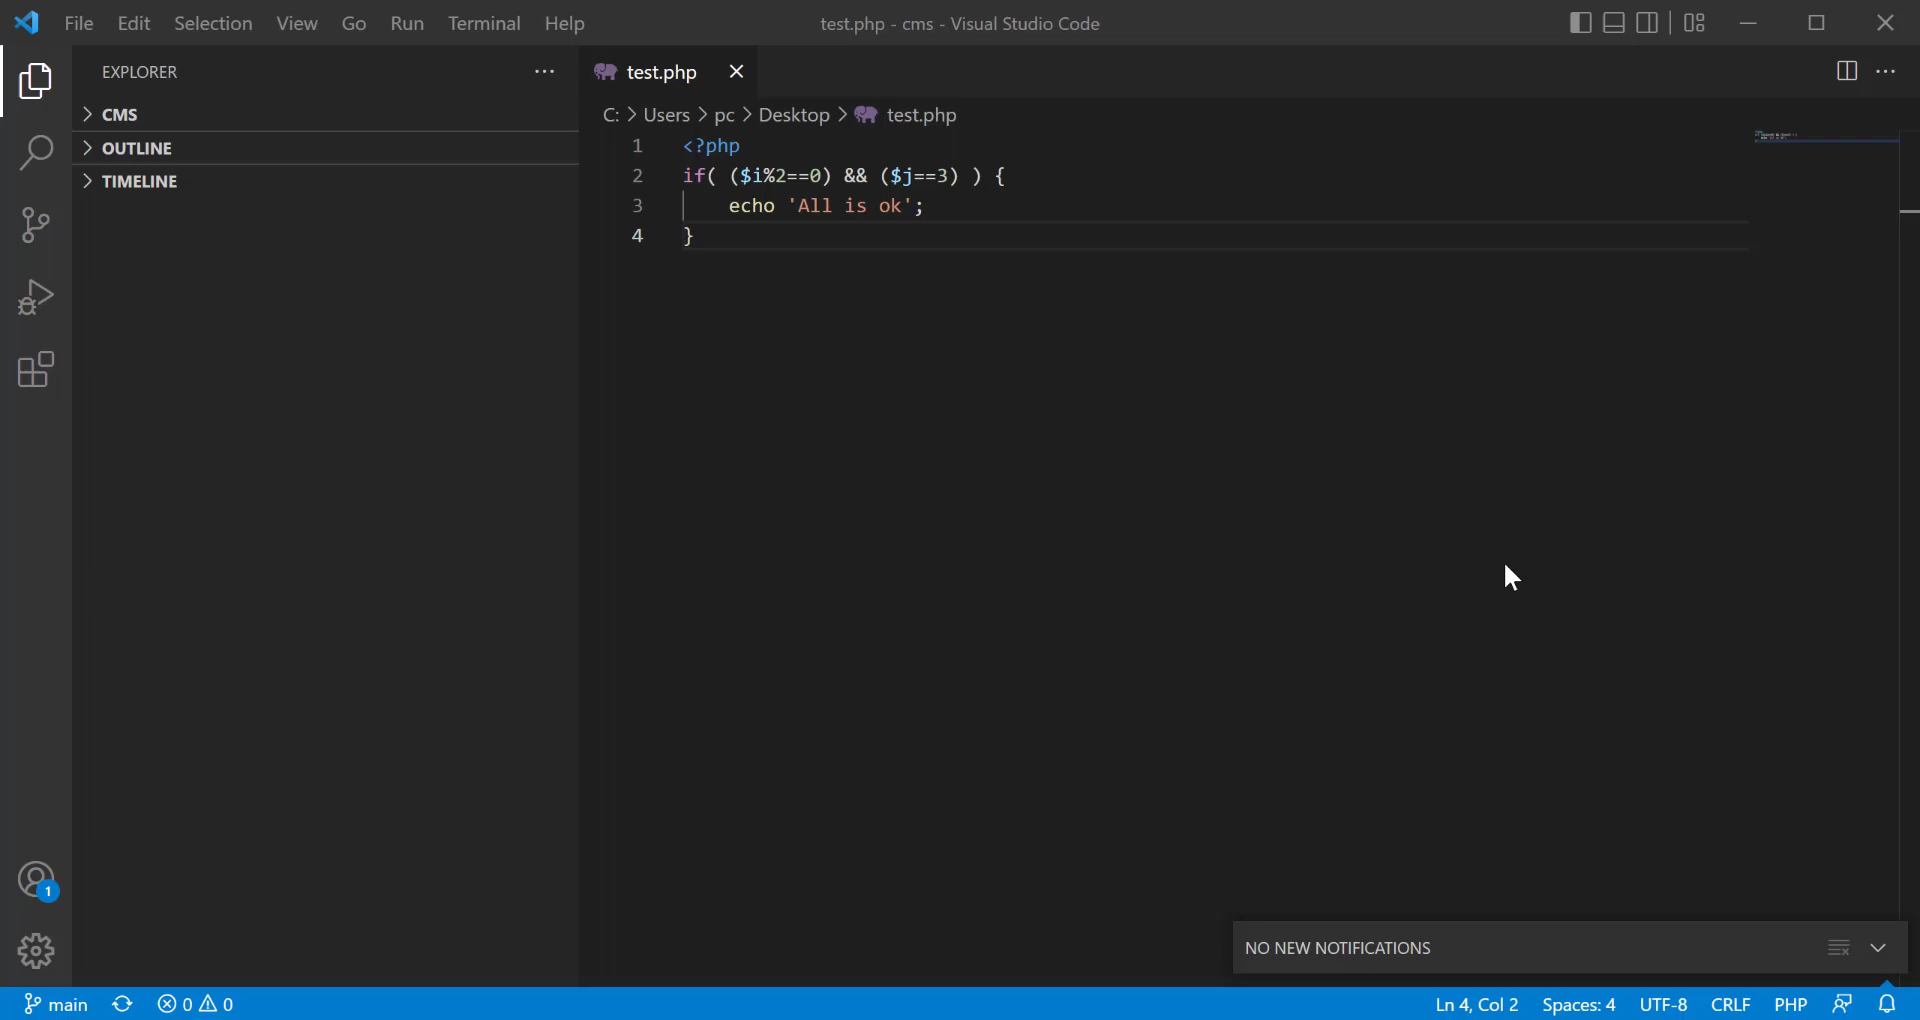 File Edit Selection View Go Run Terminal Help test.php - cms - Visual Studio Code
EXPLORER
CMS
OUTLINE
TIMELINE
test.php
C: > Users > pc > Desktop > test.php
1 <?php
2 if( ($i%2==0) && ($j==3) ) {
3     echo 'All is ok';
4 }
1
NO NEW NOTIFICATIONS
main 0 0 Ln 4, Col 2 Spaces: 4 UTF-8 CRLF PHP